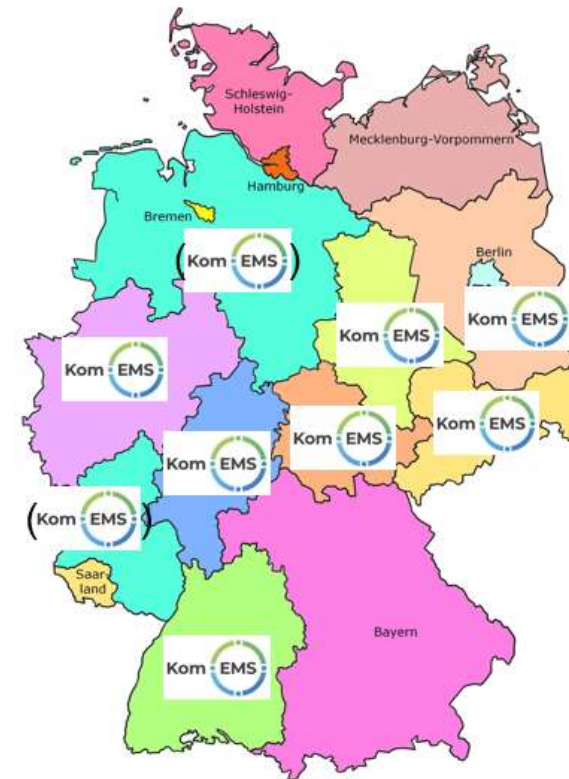 Schleswig-
Holstein
Mecklenburg-Vorpommern
Hamburg
Bremen
Berlin
(Kom EMS)
Kom EMS
Kom EMS
Kom EMS
Kom EMS
Kom EMS
Kom EMS
(Kom EMS)
Saar-
land
Bayern
Kom EMS